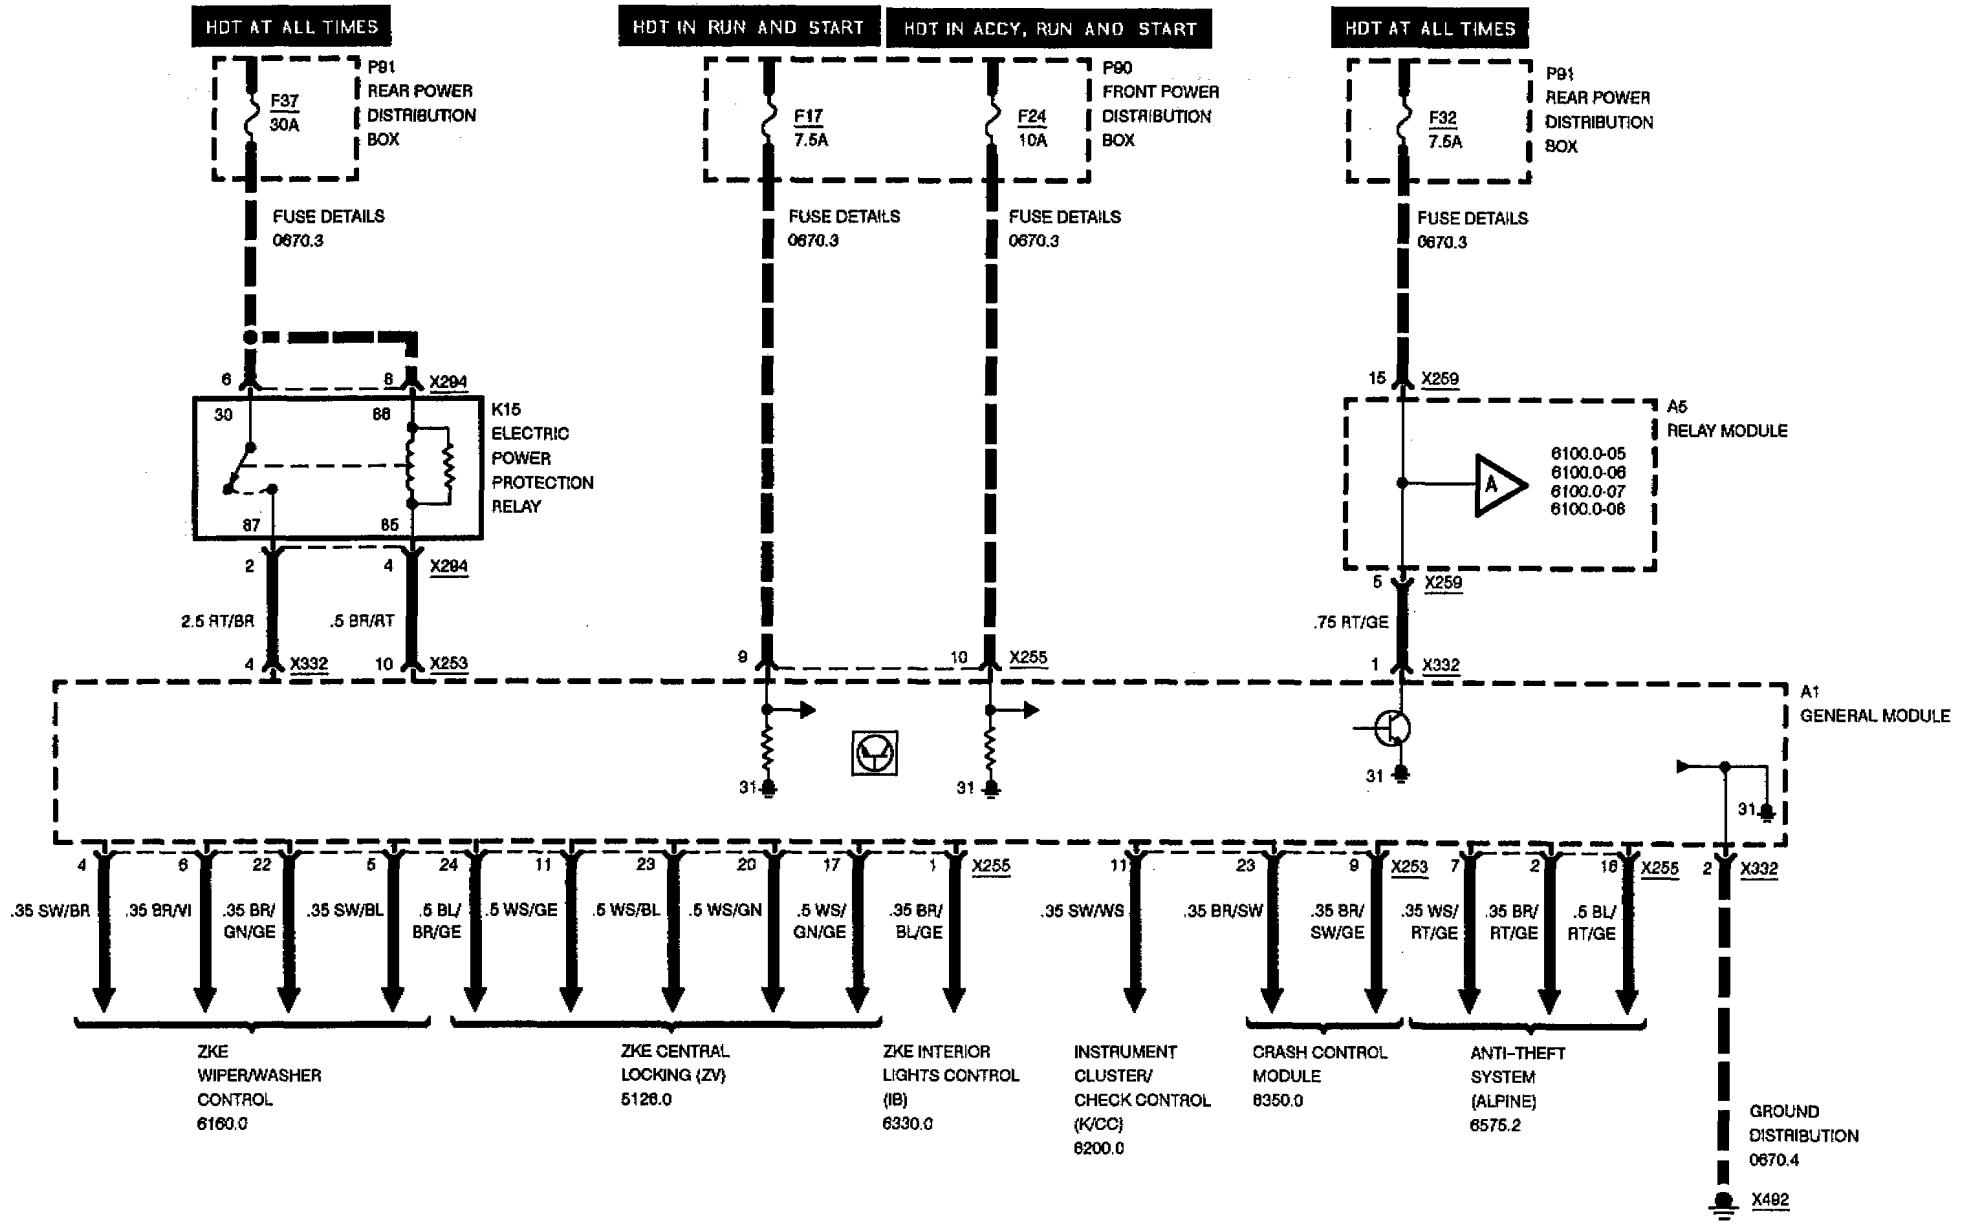 HOT AT ALL TIMES
HOT IN RUN AND START
HOT IN ACCY, RUN AND START
HOT AT ALL TIMES
P91
REAR POWER
DISTRIBUTION
BOX
F37
30A
P90
FRONT POWER
DISTRIBUTION
BOX
F17
7.5A
F24
10A
P91
REAR POWER
DISTRIBUTION
BOX
F32
7.5A
FUSE DETAILS
0670.3
FUSE DETAILS
0670.3
FUSE DETAILS
0670.3
FUSE DETAILS
0670.3
6
8
X294
30
86
K15
ELECTRIC
POWER
PROTECTION
RELAY
87
85
2
4
X294
2.5 RT/BR
.5 BR/RT
4
X332
10
X253
9
10
X255
15
X259
A5
RELAY MODULE
A
6100.0-05
6100.0-06
6100.0-07
6100.0-08
5
X259
.75 RT/GE
1
X332
A1
GENERAL MODULE
31
31
31
31
4
6
22
5
24
11
23
20
17
1
X255
11
23
9
X253
7
2
18
X255
2
X332
.35 SW/BR
.35 BR/VI
.35 BR/
GN/GE
.35 SW/BL
.5 BL/
BR/GE
.5 WS/GE
.5 WS/BL
.5 WS/GN
.5 WS/
GN/GE
.35 BR/
BL/GE
.35 SW/WS
.35 BR/SW
.35 BR/
SW/GE
.35 WS/
RT/GE
.35 BR/
RT/GE
.5 BL/
RT/GE
ZKE
WIPER/WASHER
CONTROL
6160.0
ZKE CENTRAL
LOCKING (ZV)
5126.0
ZKE INTERIOR
LIGHTS CONTROL
(IB)
6330.0
INSTRUMENT
CLUSTER/
CHECK CONTROL
(K/CC)
6200.0
CRASH CONTROL
MODULE
8350.0
ANTI-THEFT
SYSTEM
(ALPINE)
6575.2
GROUND
DISTRIBUTION
0670.4
X492